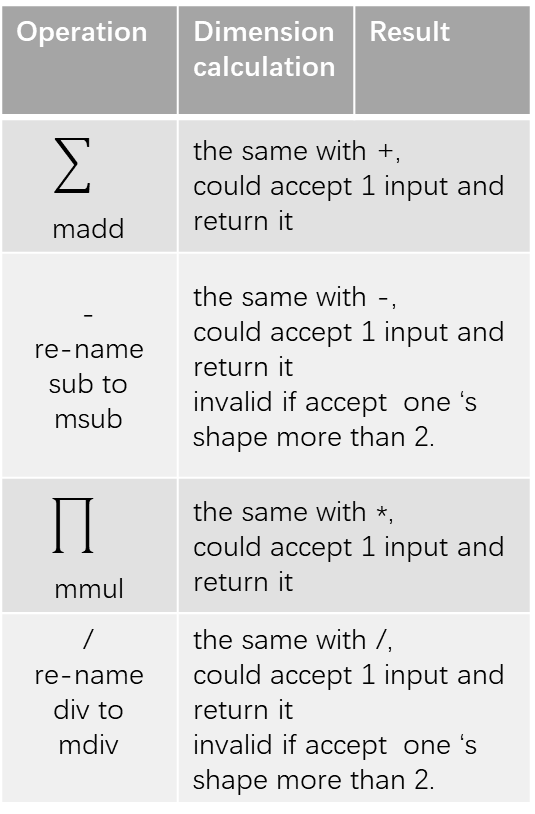 Operation
Dimension calculation
Result
∑
madd
the same with +,
could accept 1 input and
return it
-
re-name
sub to
msub
the same with -,
could accept 1 input and
return it
invalid if accept  one ‘s
shape more than 2.
∏
mmul
the same with *,
could accept 1 input and
return it
/
re-name
div to
mdiv
the same with /,
could accept 1 input and
return it
invalid if accept  one ‘s
shape more than 2.